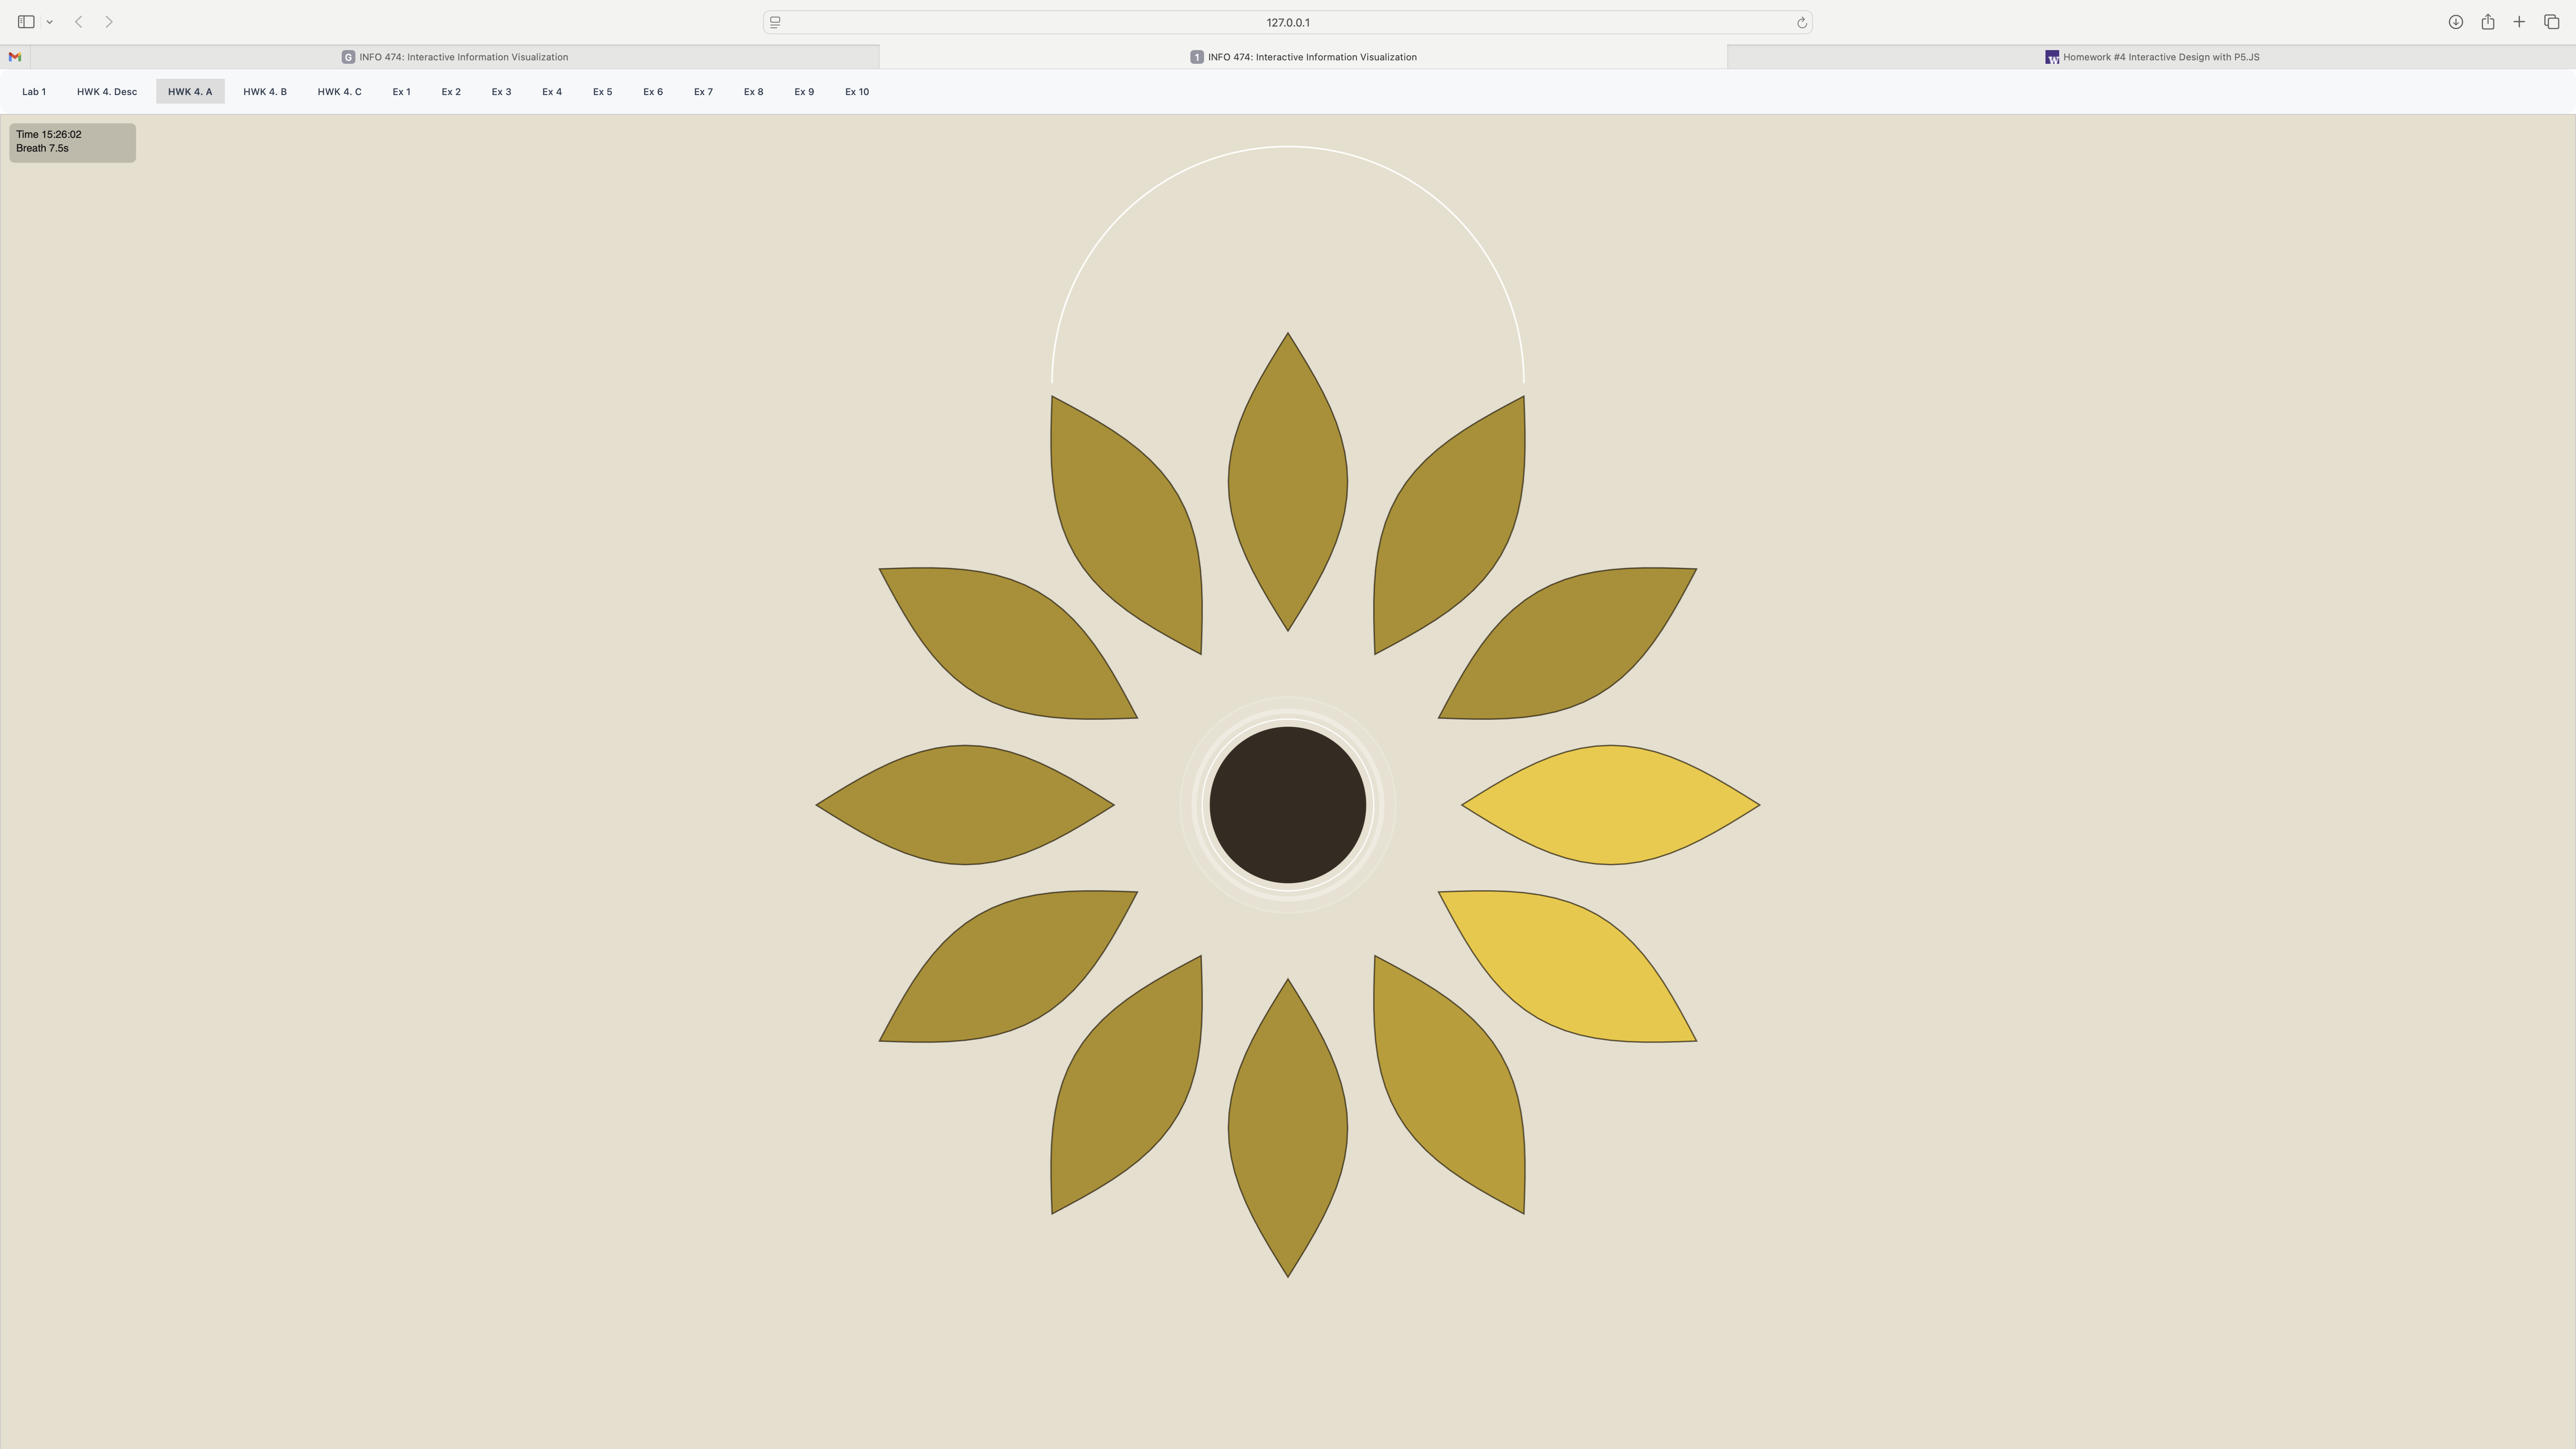 127.0.0.1
G INFO 474: Interactive Information Visualization
1 INFO 474: Interactive Information Visualization
W Homework #4 Interactive Design with P5.JS
Lab 1 HWK 4. Desc HWK 4. A HWK 4. B HWK 4. C Ex 1 Ex 2 Ex 3 Ex 4 Ex 5 Ex 6 Ex 7 Ex 8 Ex 9 Ex 10
Time 15:26:02
Breath 7.5s